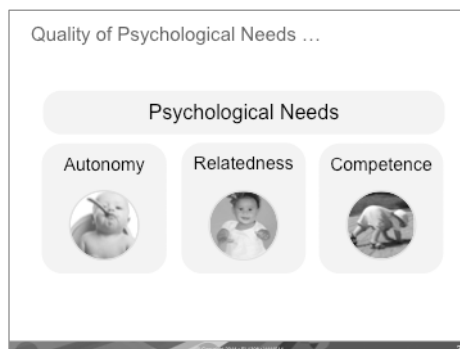 Quality of Psychological Needs …
Psychological Needs
Autonomy
Relatedness
Competence